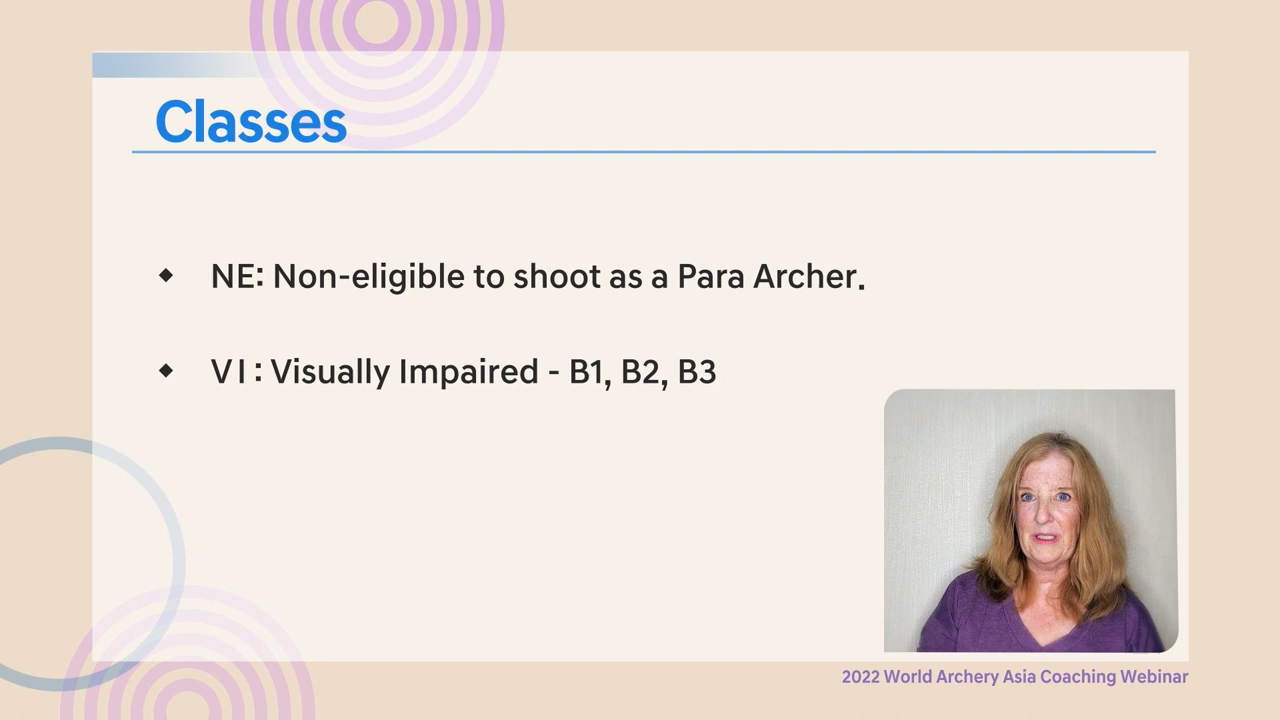 Classes
◆ NE: Non-eligible to shoot as a Para Archer.
◆ VI: Visually Impaired - B1, B2, B3
2022 World Archery Asia Coaching Webinar